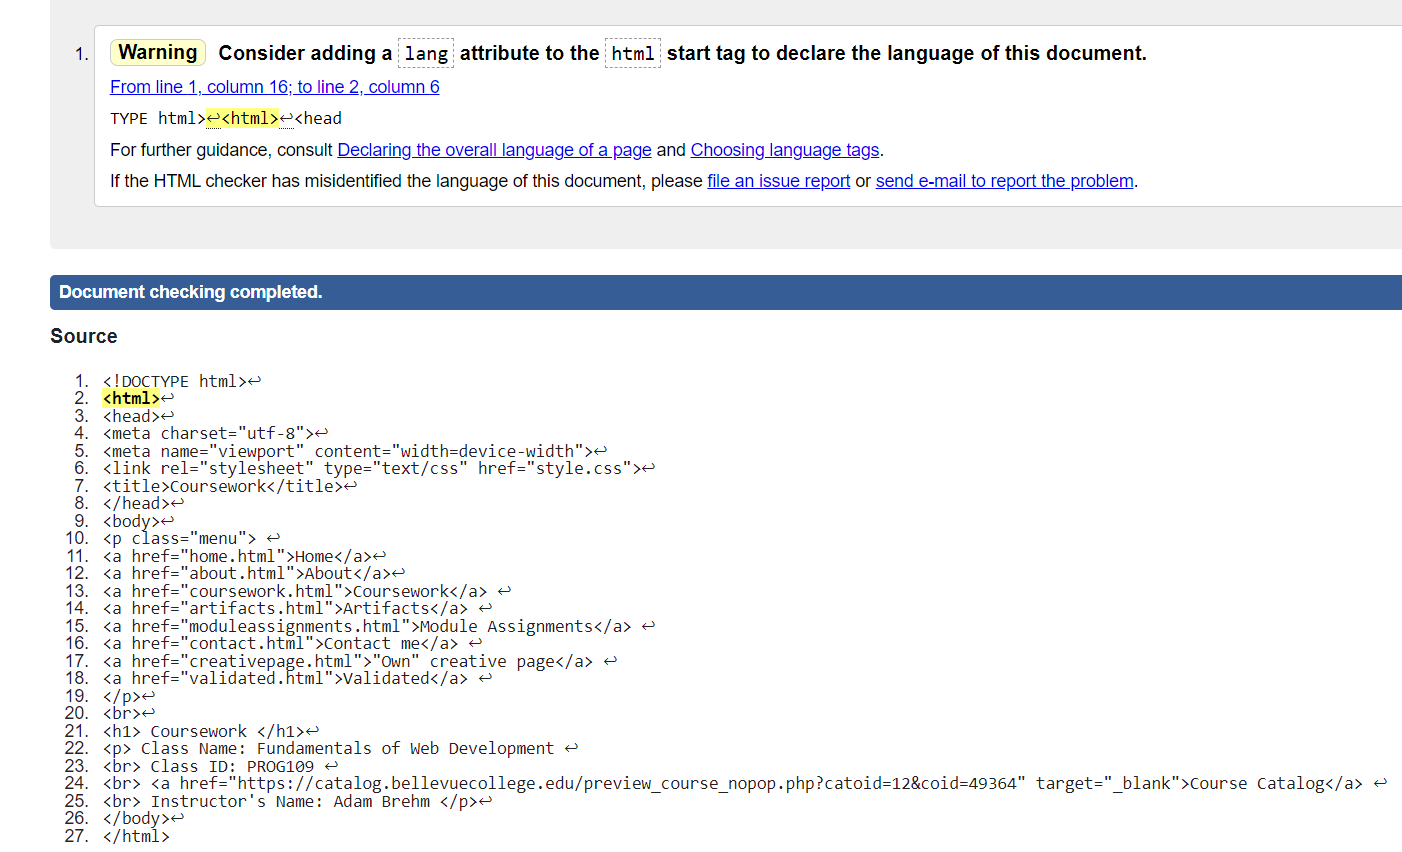 1. Warning Consider adding a lang attribute to the html start tag to declare the language of this document.
From line 1, column 16; to line 2, column 6
TYPE html>↩<html>↩<head
For further guidance, consult Declaring the overall language of a page and Choosing language tags.
If the HTML checker has misidentified the language of this document, please file an issue report or send e-mail to report the problem.
Document checking completed.
Source
1. <!DOCTYPE html>↩
2. <html>↩
3. <head>↩
4. <meta charset="utf-8">↩
5. <meta name="viewport" content="width=device-width">↩
6. <link rel="stylesheet" type="text/css" href="style.css">↩
7. <title>Coursework</title>↩
8. </head>↩
9. <body>↩
10. <p class="menu"> ↩
11. <a href="home.html">Home</a>↩
12. <a href="about.html">About</a>↩
13. <a href="coursework.html">Coursework</a> ↩
14. <a href="artifacts.html">Artifacts</a> ↩
15. <a href="moduleassignments.html">Module Assignments</a> ↩
16. <a href="contact.html">Contact me</a> ↩
17. <a href="creativepage.html">"Own" creative page</a> ↩
18. <a href="validated.html">Validated</a> ↩
19. </p>↩
20. <br>↩
21. <h1> Coursework </h1>↩
22. <p> Class Name: Fundamentals of Web Development ↩
23. <br> Class ID: PROG109 ↩
24. <br> <a href="https://catalog.bellevuecollege.edu/preview_course_nopop.php?catoid=12&coid=49364" target="_blank">Course Catalog</a> ↩
25. <br> Instructor's Name: Adam Brehm </p>↩
26. </body>↩
27. </html>